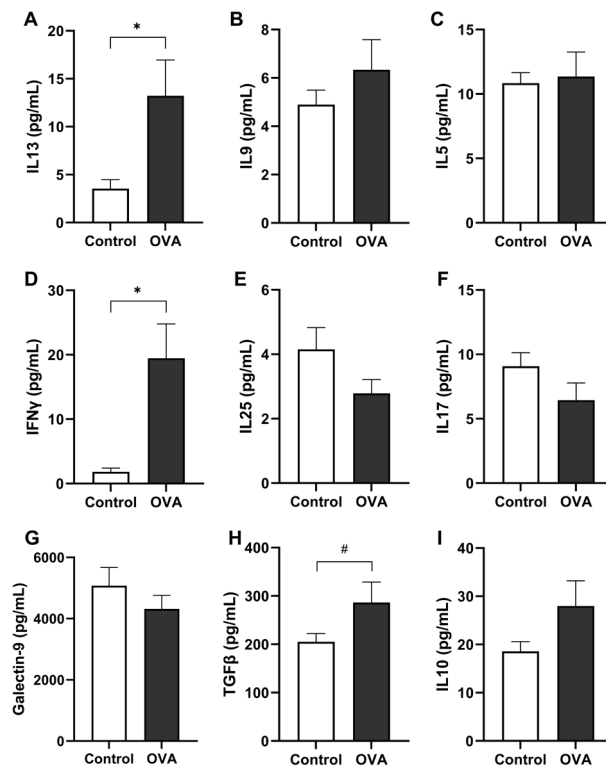 A
*
IL13 (pg/mL)
20
15
10
5
0
Control OVA
B
IL9 (pg/mL)
8
6
4
2
0
Control OVA
C
IL5 (pg/mL)
15
10
5
0
Control OVA
D
*
IFNγ (pg/mL)
30
20
10
0
Control OVA
E
IL25 (pg/mL)
6
4
2
0
Control OVA
F
IL17 (pg/mL)
15
10
5
0
Control OVA
G
Galectin-9 (pg/mL)
6000
4000
2000
0
Control OVA
H
#
TGFβ (pg/mL)
400
300
200
100
0
Control OVA
I
IL10 (pg/mL)
40
30
20
10
0
Control OVA